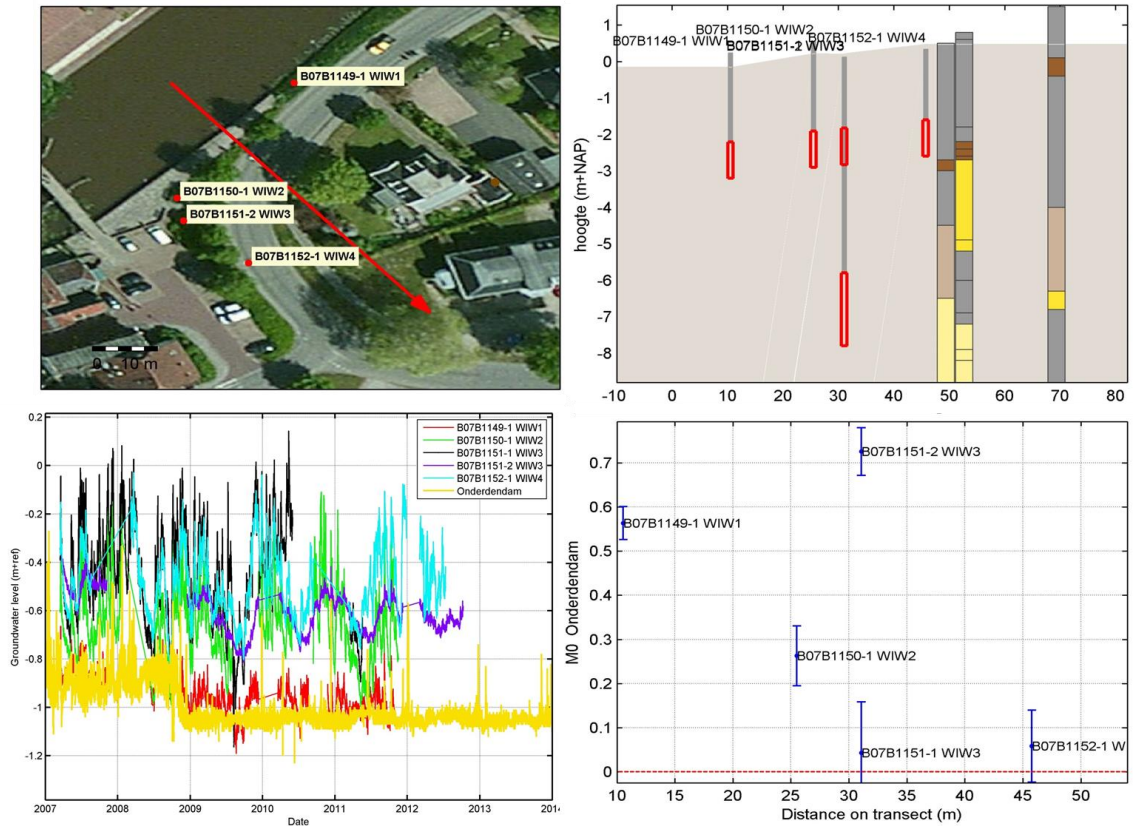 B07B1149-1 WIW1
B07B1150-1 WIW2
B07B1151-2 WIW3
B07B1152-1 WIW4
0 10 m
hoogte (m+NAP)
1
0
-1
-2
-3
-4
-5
-6
-7
-8
B07B1150-1 WIW2
B07B1149-1 WIW1
B07B1152-1 WIW4
-10 0 10 20 30 40 50 60 70 80
Groundwater level (m+ref)
0.2
0
-0.2
-0.4
-0.6
-0.8
-1
-1.2
B07B1149-1 WIW1
B07B1150-1 WIW2
B07B1151-1 WIW3
B07B1151-2 WIW3
B07B1152-1 WIW4
Onderdendam
2007 2008 2009 2010 2011 2012 2013 2014
Date
M0 Onderdendam
0.7
0.6
0.5
0.4
0.3
0.2
0.1
0
B07B1151-2 WIW3
B07B1149-1 WIW1
B07B1150-1 WIW2
B07B1151-1 WIW3
B07B1152-1 W
10 15 20 25 30 35 40 45 50
Distance on transect (m)